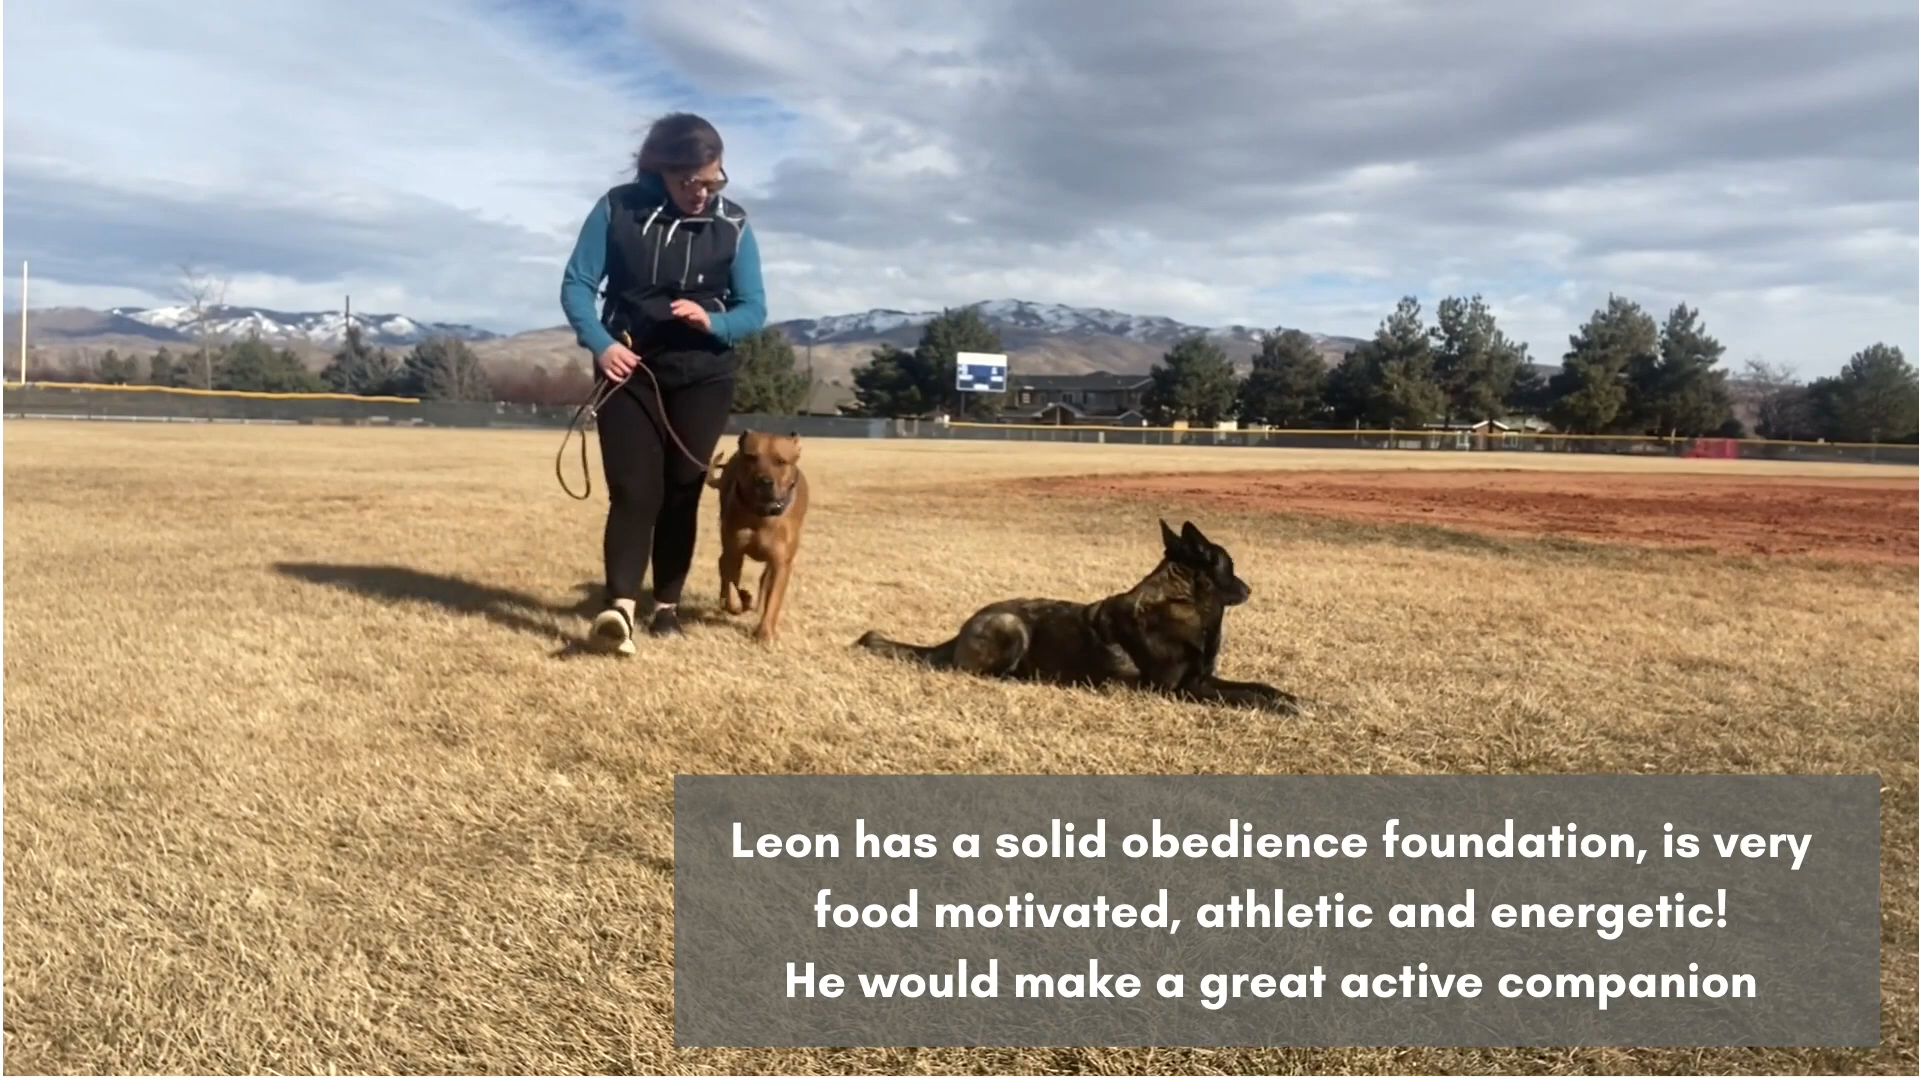 Leon has a solid obedience foundation, is very
food motivated, athletic and energetic!
He would make a great active companion